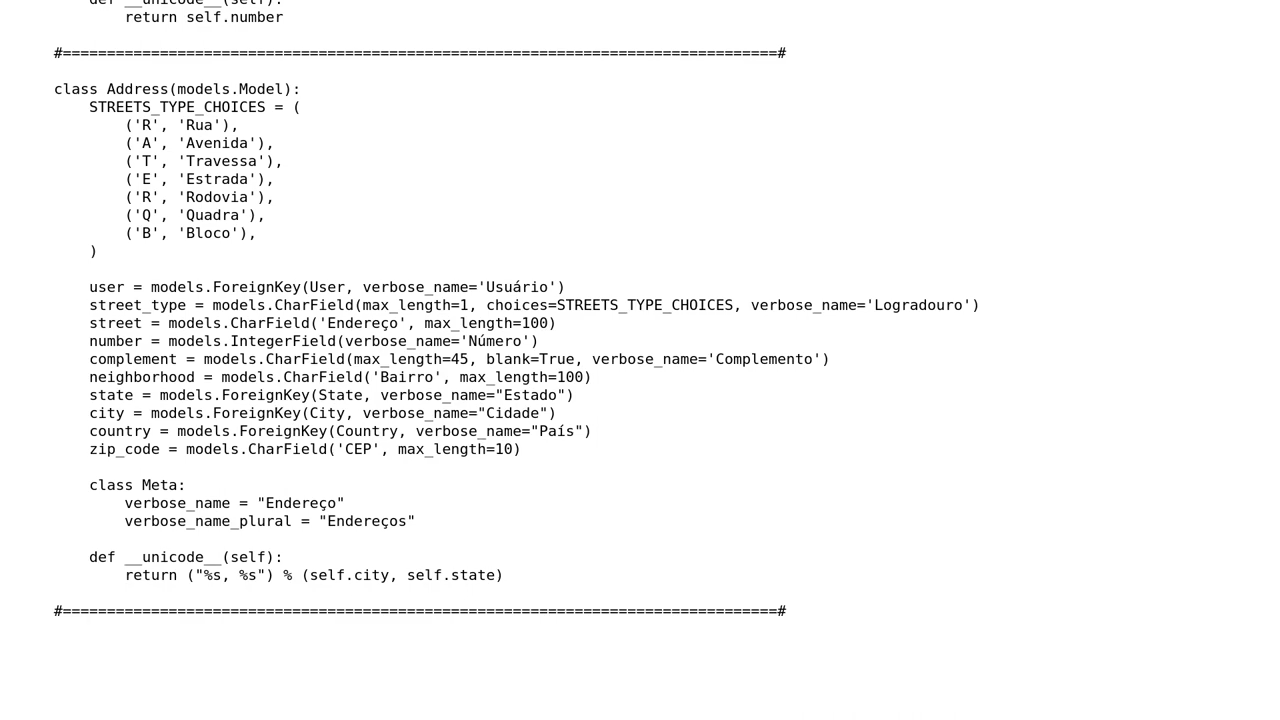 def __unicode__(self):
return self.number
#=================================================================================#
class Address(models.Model):
STREETS_TYPE_CHOICES = (
('R', 'Rua'),
('A', 'Avenida'),
('T', 'Travessa'),
('E', 'Estrada'),
('R', 'Rodovia'),
('Q', 'Quadra'),
('B', 'Bloco'),
)
user = models.ForeignKey(User, verbose_name='Usuário')
street_type = models.CharField(max_length=1, choices=STREETS_TYPE_CHOICES, verbose_name='Logradouro')
street = models.CharField('Endereço', max_length=100)
number = models.IntegerField(verbose_name='Número')
complement = models.CharField(max_length=45, blank=True, verbose_name='Complemento')
neighborhood = models.CharField('Bairro', max_length=100)
state = models.ForeignKey(State, verbose_name="Estado")
city = models.ForeignKey(City, verbose_name="Cidade")
country = models.ForeignKey(Country, verbose_name="País")
zip_code = models.CharField('CEP', max_length=10)
class Meta:
verbose_name = "Endereço"
verbose_name_plural = "Endereços"
def __unicode__(self):
return ("%s, %s") % (self.city, self.state)
#=================================================================================#